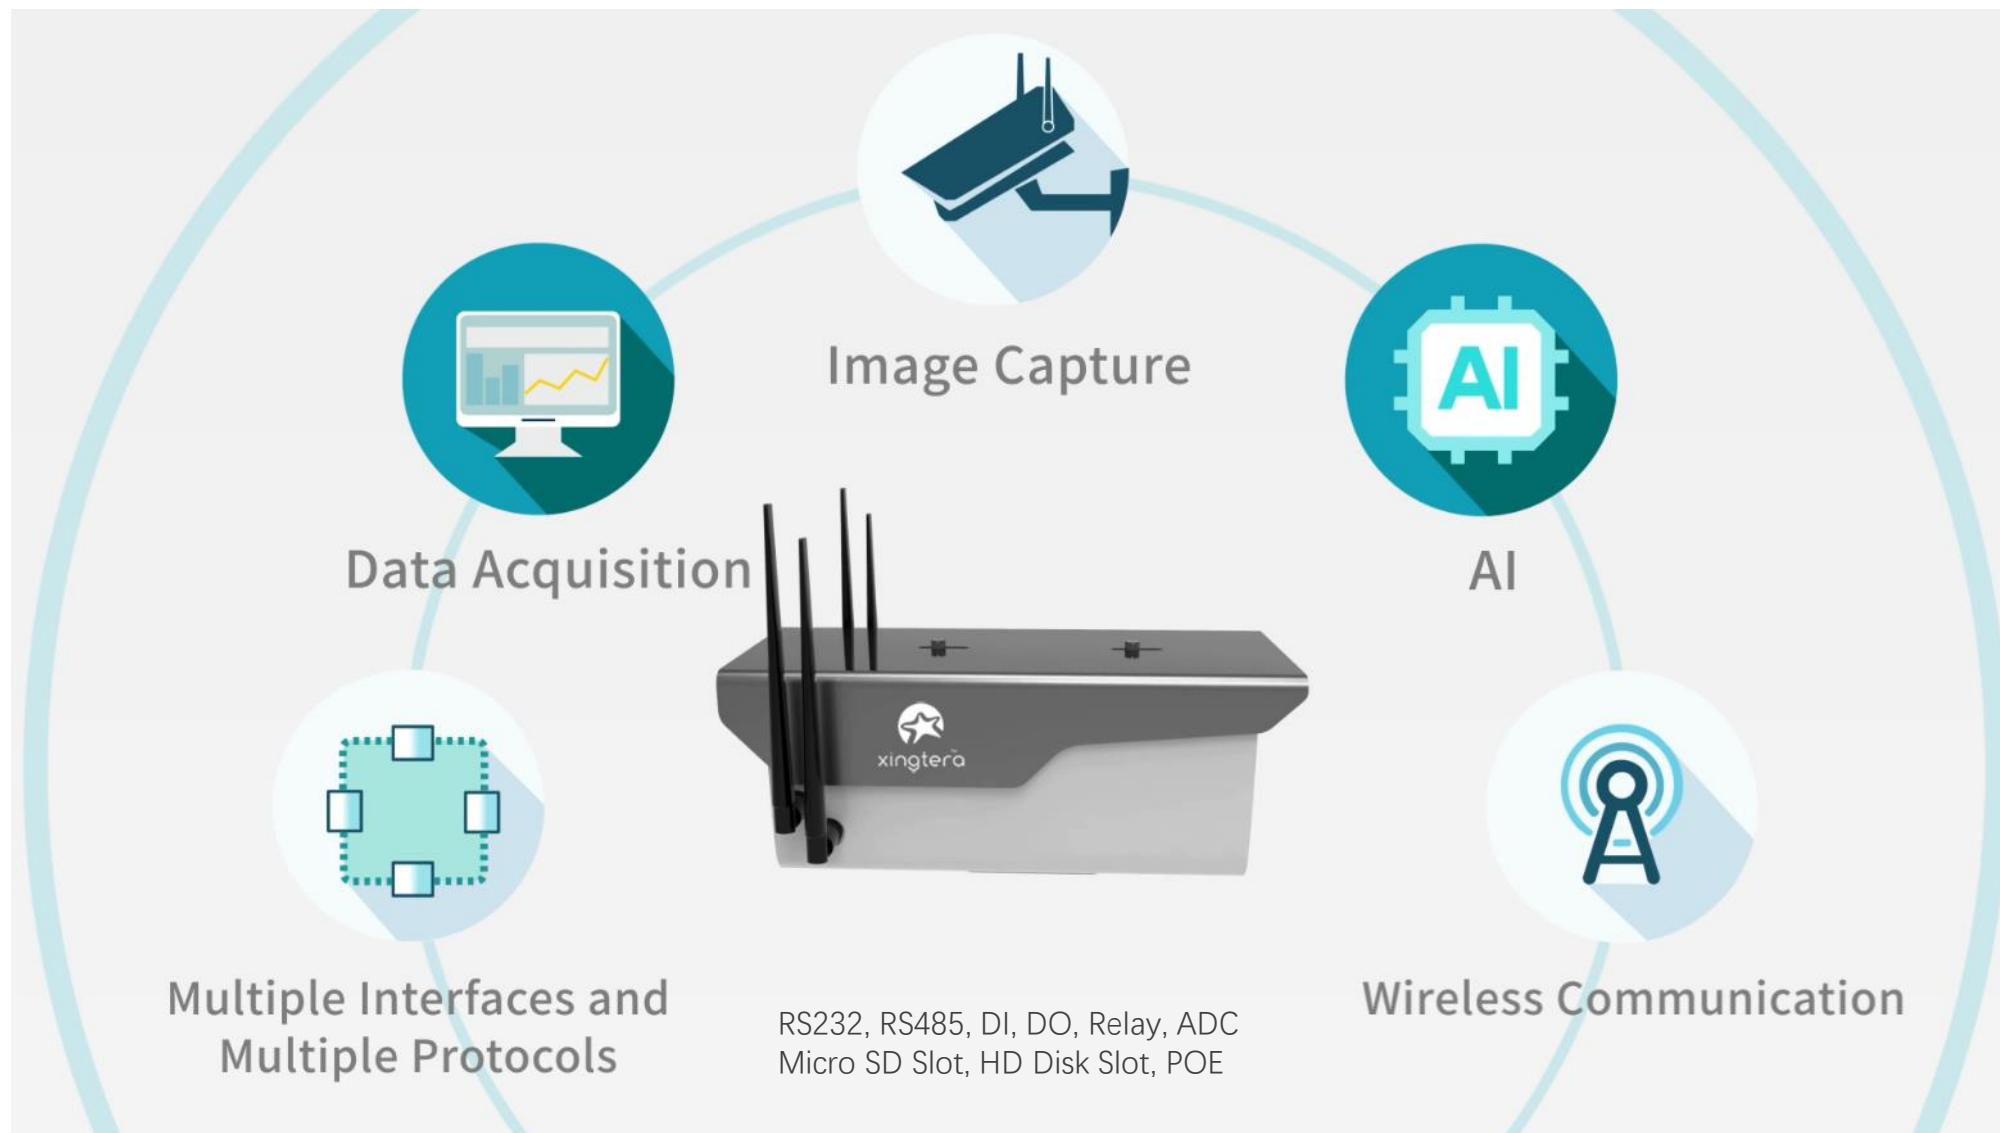 Image Capture
AI
Data Acquisition
AI
xingtera™
Multiple Interfaces and
Multiple Protocols
RS232, RS485, DI, DO, Relay, ADC
Micro SD Slot, HD Disk Slot, POE
Wireless Communication